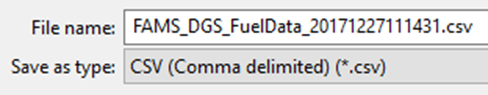 File name: FAMS_DGS_FuelData_20171227111431.csv
Save as type: CSV (Comma delimited) (*.csv)